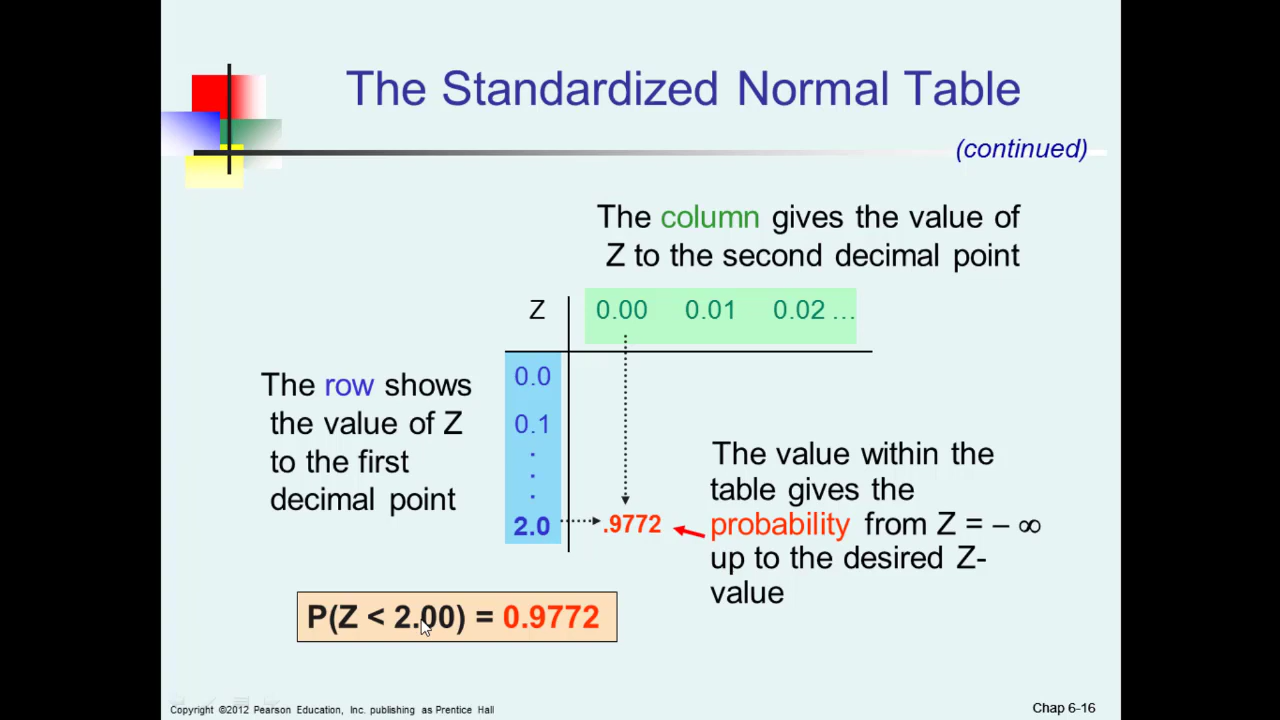 The Standardized Normal Table
(continued)
The column gives the value of
Z to the second decimal point
Z 0.00 0.01 0.02 …
The row shows
the value of Z
to the first
decimal point
0.0
0.1
.
.
.
2.0 .9772
The value within the
table gives the
probability from Z = – ∞
up to the desired Z-
value
P(Z < 2.00) = 0.9772
Copyright ©2012 Pearson Education, Inc. publishing as Prentice Hall
Chap 6-16